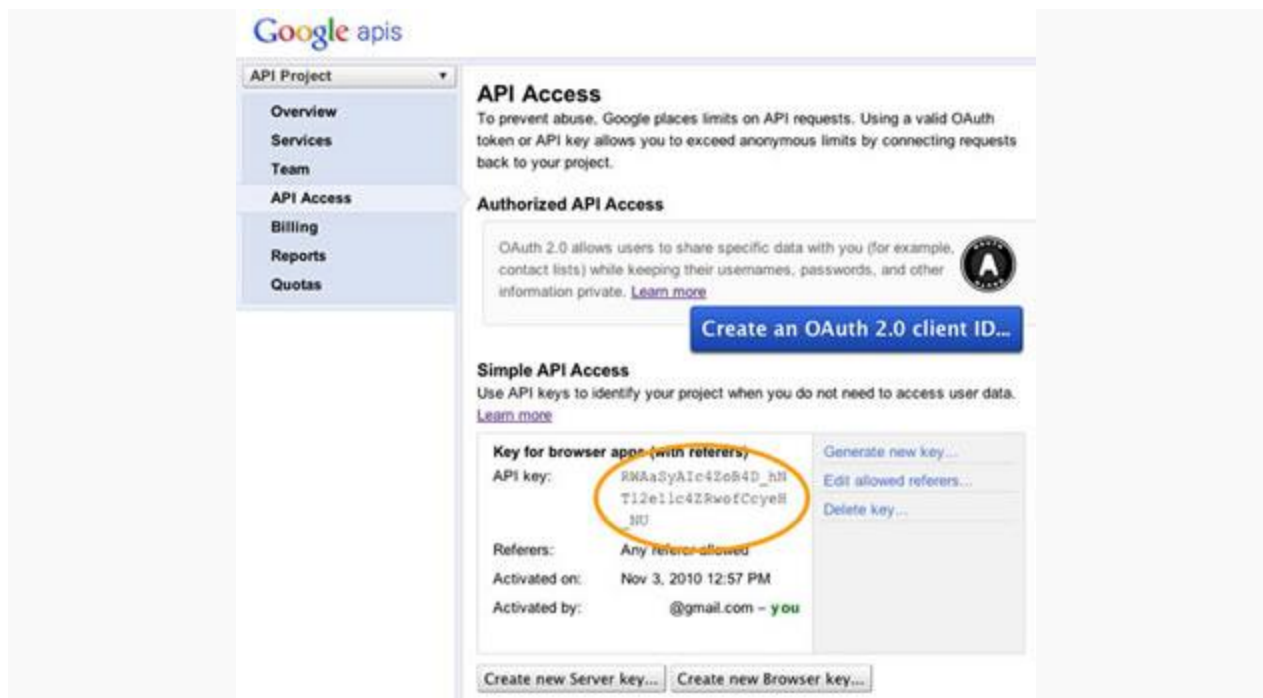 Google apis
API Project
Overview
Services
Team
API Access
Billing
Reports
Quotas
API Access
To prevent abuse, Google places limits on API requests. Using a valid OAuth
token or API key allows you to exceed anonymous limits by connecting requests
back to your project.
Authorized API Access
OAuth 2.0 allows users to share specific data with you (for example,
contact lists) while keeping their usernames, passwords, and other
information private. Learn more
Create an OAuth 2.0 client ID...
Simple API Access
Use API keys to identify your project when you do not need to access user data.
Learn more
Key for browser apps (with referers)
API key:
Referers: Any referer allowed
Activated on: Nov 3, 2010 12:57 PM
Activated by: @gmail.com – you
Generate new key...
Edit allowed referers...
Delete key...
Create new Server key...
Create new Browser key...